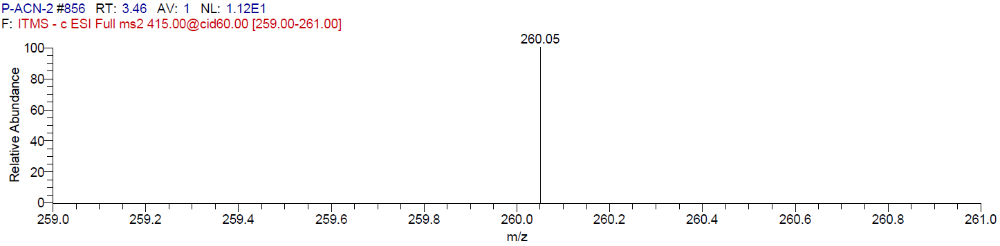 P-ACN-2 #856 RT: 3.46 AV: 1 NL: 1.12E1
F: ITMS - c ESI Full ms2 415.00@cid60.00 [259.00-261.00]
260.05
100
80
60
40
20
0
Relative Abundance
259.0 259.2 259.4 259.6 259.8 260.0 260.2 260.4 260.6 260.8 261.0
m/z